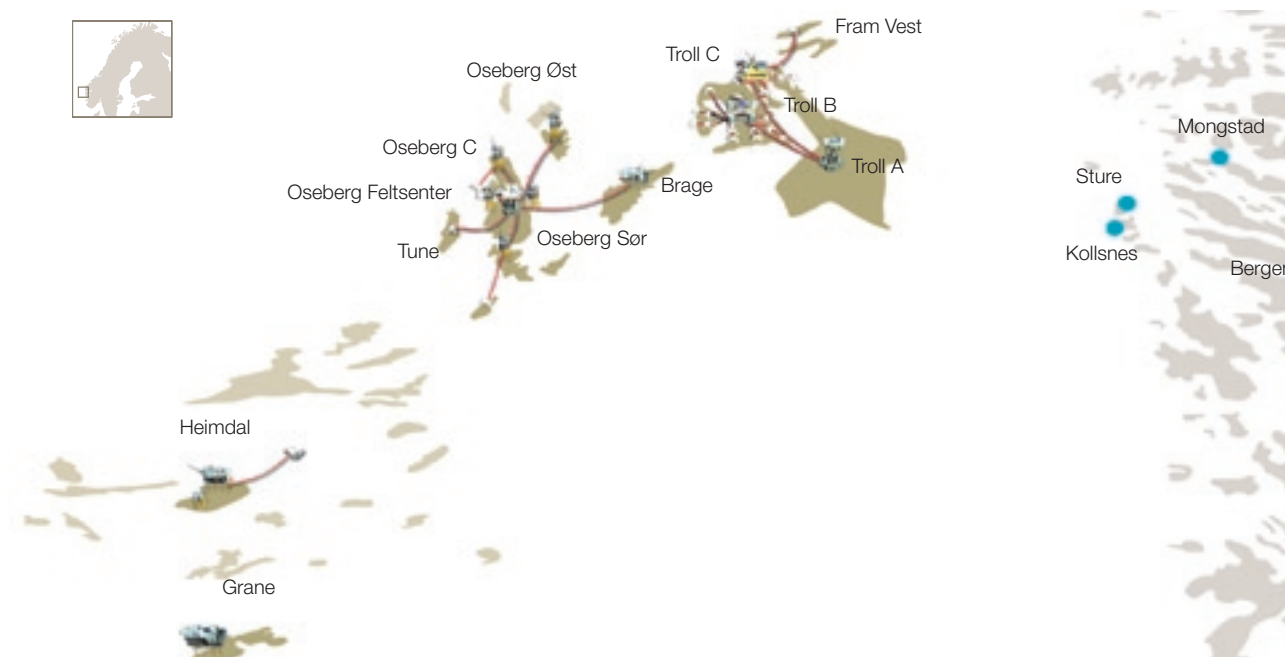 Fram Vest
Troll C
Oseberg Øst
Troll B
Mongstad
Oseberg C
Troll A
Sture
Brage
Oseberg Feltsenter
Oseberg Sør
Tune
Kollsnes
Bergen
Heimdal
Grane